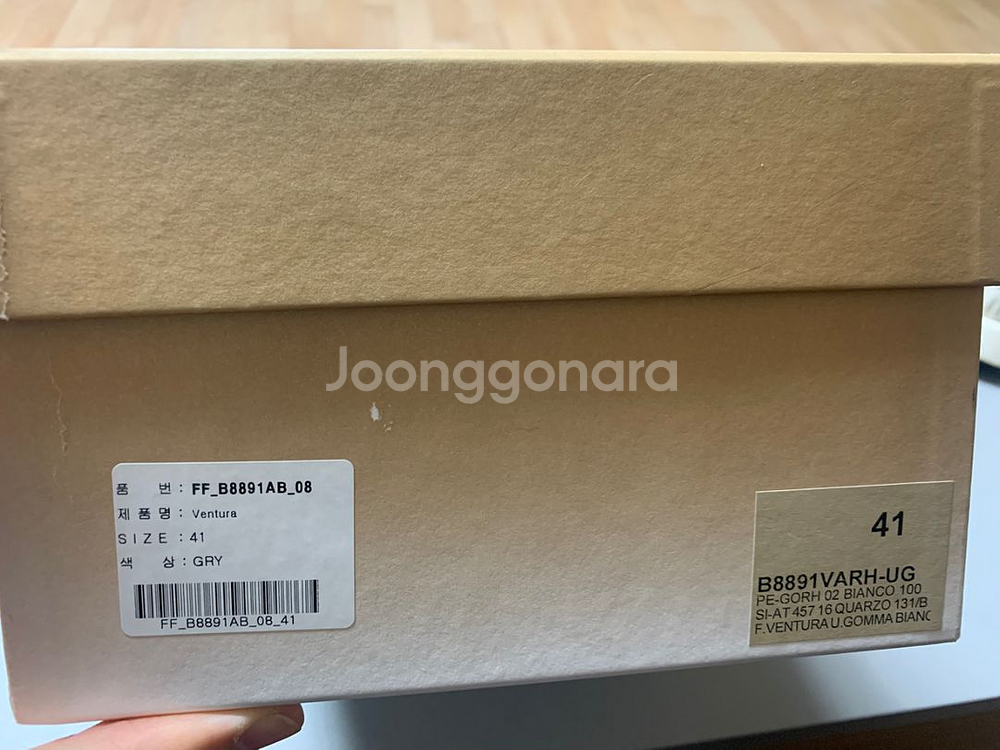 Joonggonara
품 번 : FF_B8891AB_08
제 품 명 : Ventura
SIZE : 41
색 상 : GRY
FF_B8891AB_08_41
41
B8891VARH-UG
PE-GORH 02 BIANCO 100
SI-AT 457 16 QUARZO 131/B
F.VENTURA U.GOMMA BIANC